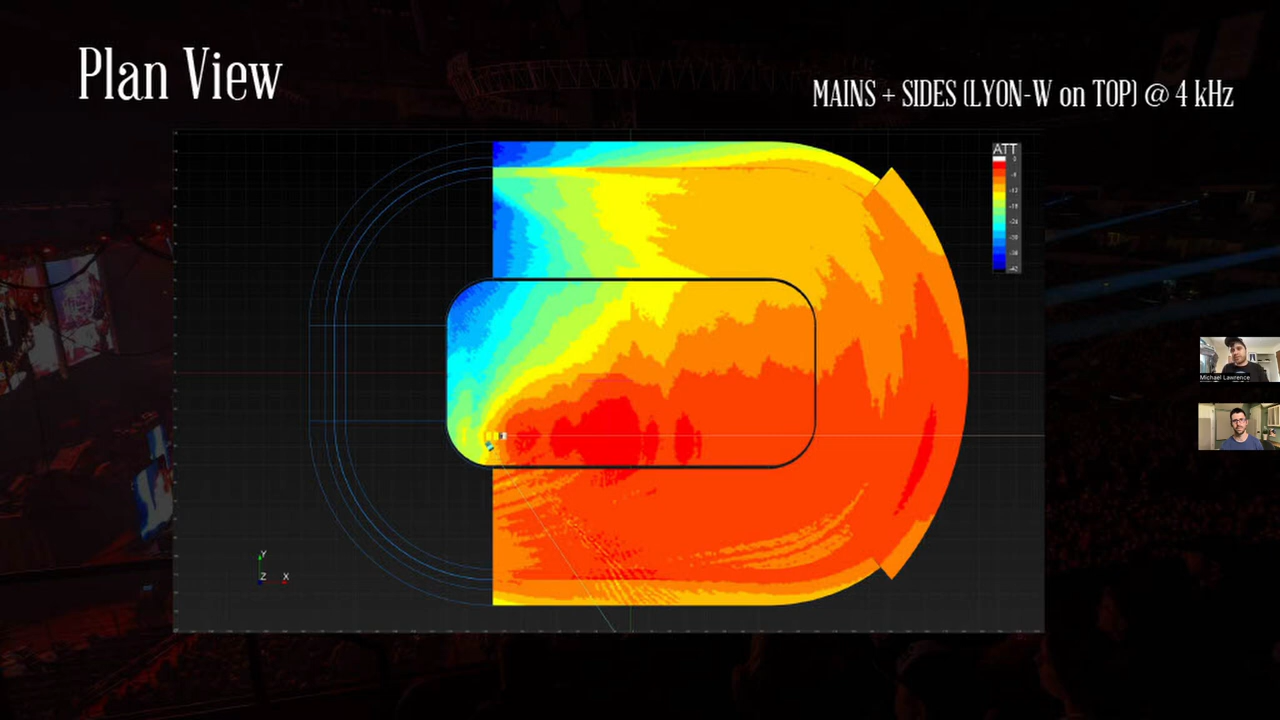 Plan View
MAINS + SIDES (LYON-W on TOP) @ 4 kHz
ATT
Y
Z X
Michael Lawrence